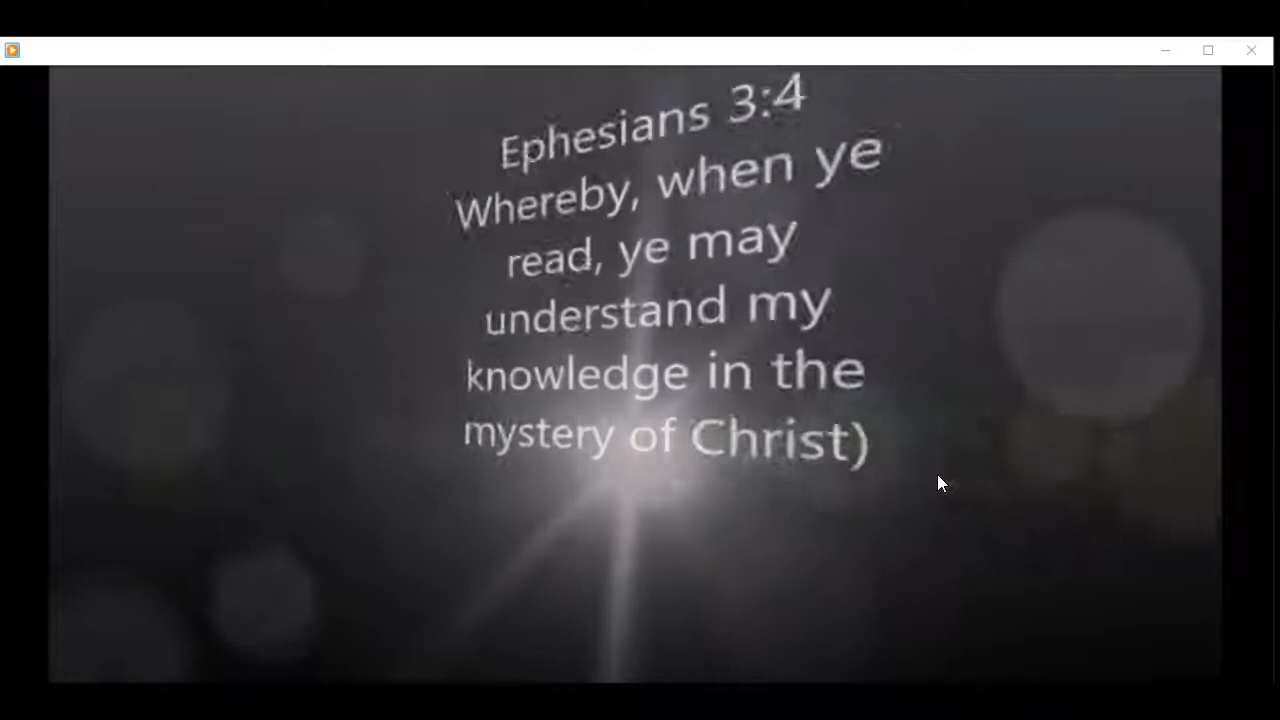 Ephesians 3:4
Whereby, when ye
read, ye may
understand my
knowledge in the
mystery of Christ)